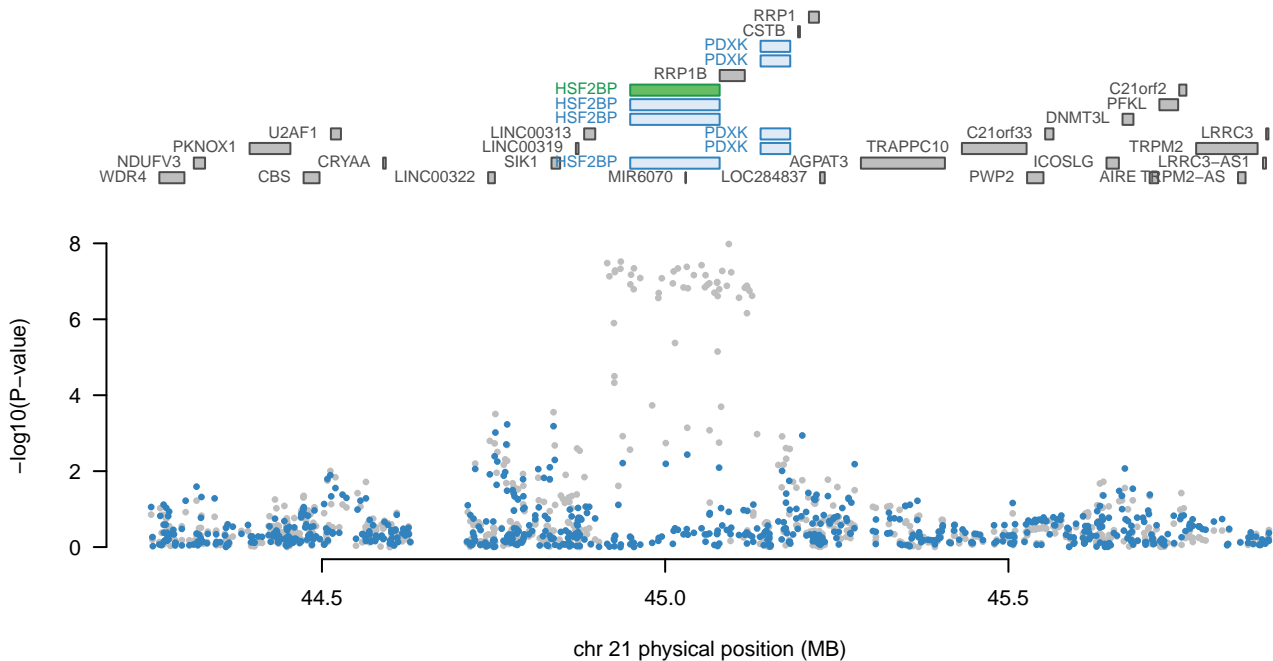 RRP1
CSTB
PDXK
PDXK
RRP1B
HSF2BP C21orf2
HSF2BP PFKL
HSF2BP DNMT3L
U2AF1 LINC00313 PDXK C21orf33 LRRC3
PKNOX1 LINC00319 PDXK TRAPPC10 TRPM2
NDUFV3 CRYAA SIK1 HSF2BP AGPAT3 ICOSLG LRRC3−AS1
WDR4 CBS LINC00322 MIR6070 LOC284837 PWP2 AIRE TRPM2−AS
8
6
4
2
0
−log10(P−value)
44.5 45.0 45.5
chr 21 physical position (MB)